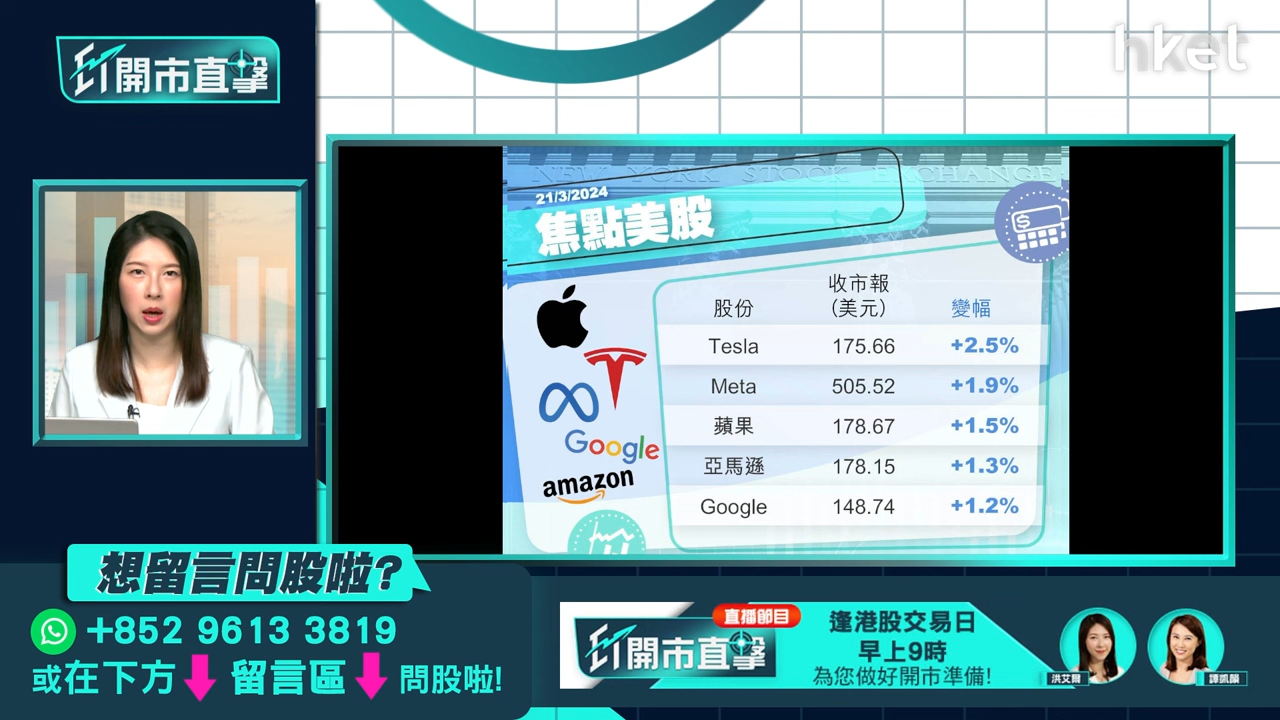 ET開市直擊
hket
NEW YORK STOCK EXCHANGE
21/3/2024
焦點美股
股份
收市報
(美元)
變幅
Tesla 175.66 +2.5%
Meta 505.52 +1.9%
蘋果 178.67 +1.5%
亞馬遜 178.15 +1.3%
Google 148.74 +1.2%
Google
amazon
想留言問股啦?
+852 9613 3819
或在下方 留言區 問股啦!
直播節目
ET開市直擊
逢港股交易日
早上9時
為您做好開市準備!
洪艾爾
譚凱韻